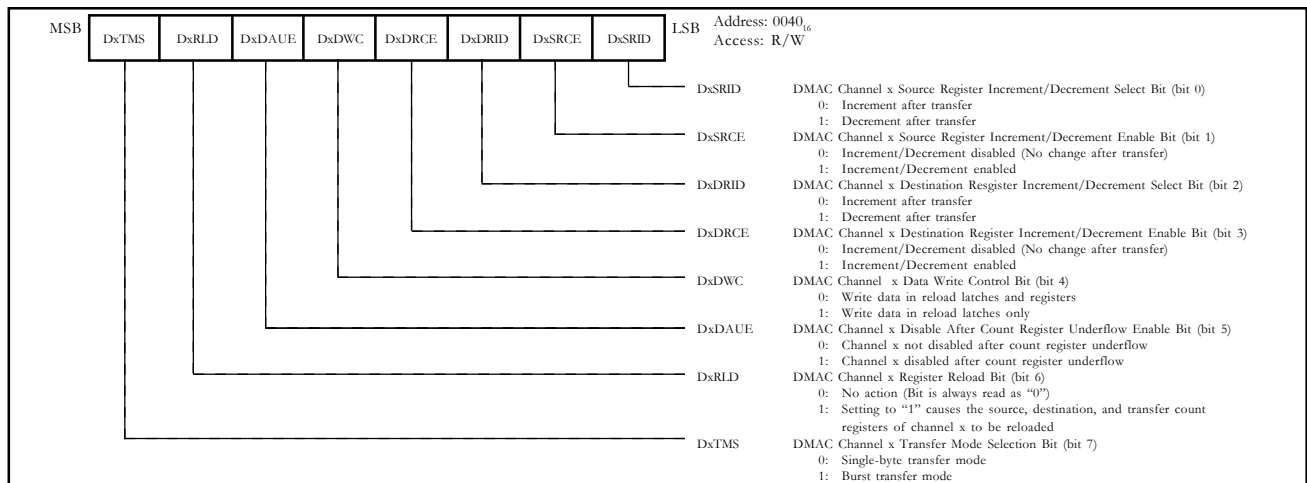 MSB DxTMS DxRLD DxDAUE DxDWC DxDRCE DxDRID DxSRCE DxSRID LSB Address: 0040₁₆
Access: R/W
DxSRID DMAC Channel x Source Register Increment/Decrement Select Bit (bit 0)
0: Increment after transfer
1: Decrement after transfer
DxSRCE DMAC Channel x Source Register Increment/Decrement Enable Bit (bit 1)
0: Increment/Decrement disabled (No change after transfer)
1: Increment/Decrement enabled
DxDRID DMAC Channel x Destination Resgister Increment/Decrement Select Bit (bit 2)
0: Increment after transfer
1: Decrement after transfer
DxDRCE DMAC Channel x Destination Register Increment/Decrement Enable Bit (bit 3)
0: Increment/Decrement disabled (No change after transfer)
1: Increment/Decrement enabled
DxDWC DMAC Channel x Data Write Control Bit (bit 4)
0: Write data in reload latches and registers
1: Write data in reload latches only
DxDAUE DMAC Channel x Disable After Count Register Underflow Enable Bit (bit 5)
0: Channel x not disabled after count register underflow
1: Channel x disabled after count register underflow
DxRLD DMAC Channel x Register Reload Bit (bit 6)
0: No action (Bit is always read as “0”)
1: Setting to “1” causes the source, destination, and transfer count
registers of channel x to be reloaded
DxTMS DMAC Channel x Transfer Mode Selection Bit (bit 7)
0: Single-byte transfer mode
1: Burst transfer mode